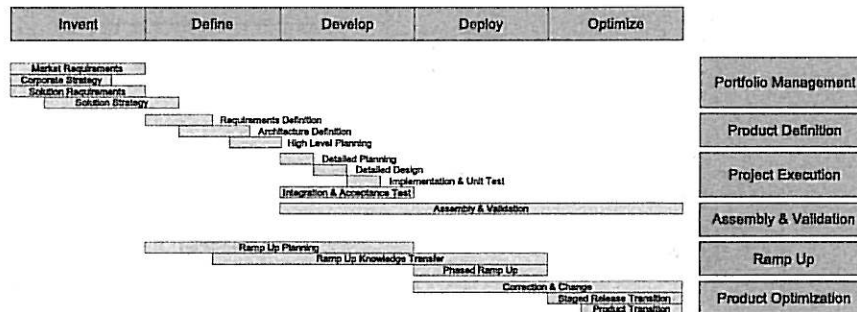 Invent Define Develop Deploy Optimize
Market Requirements
Corporate Strategy
Solution Requirements
Solution Strategy
Portfolio Management
Requirements Definition
Architecture Definition
High Level Planning
Product Definition
Detailed Planning
Detailed Design
Implementation & Unit Test
Integration & Acceptance Test
Project Execution
Assembly & Validation
Assembly & Validation
Ramp Up Planning
Ramp Up Knowledge Transfer
Phased Ramp Up
Ramp Up
Correction & Change
Staged Release Transition
Product Transition
Product Optimization